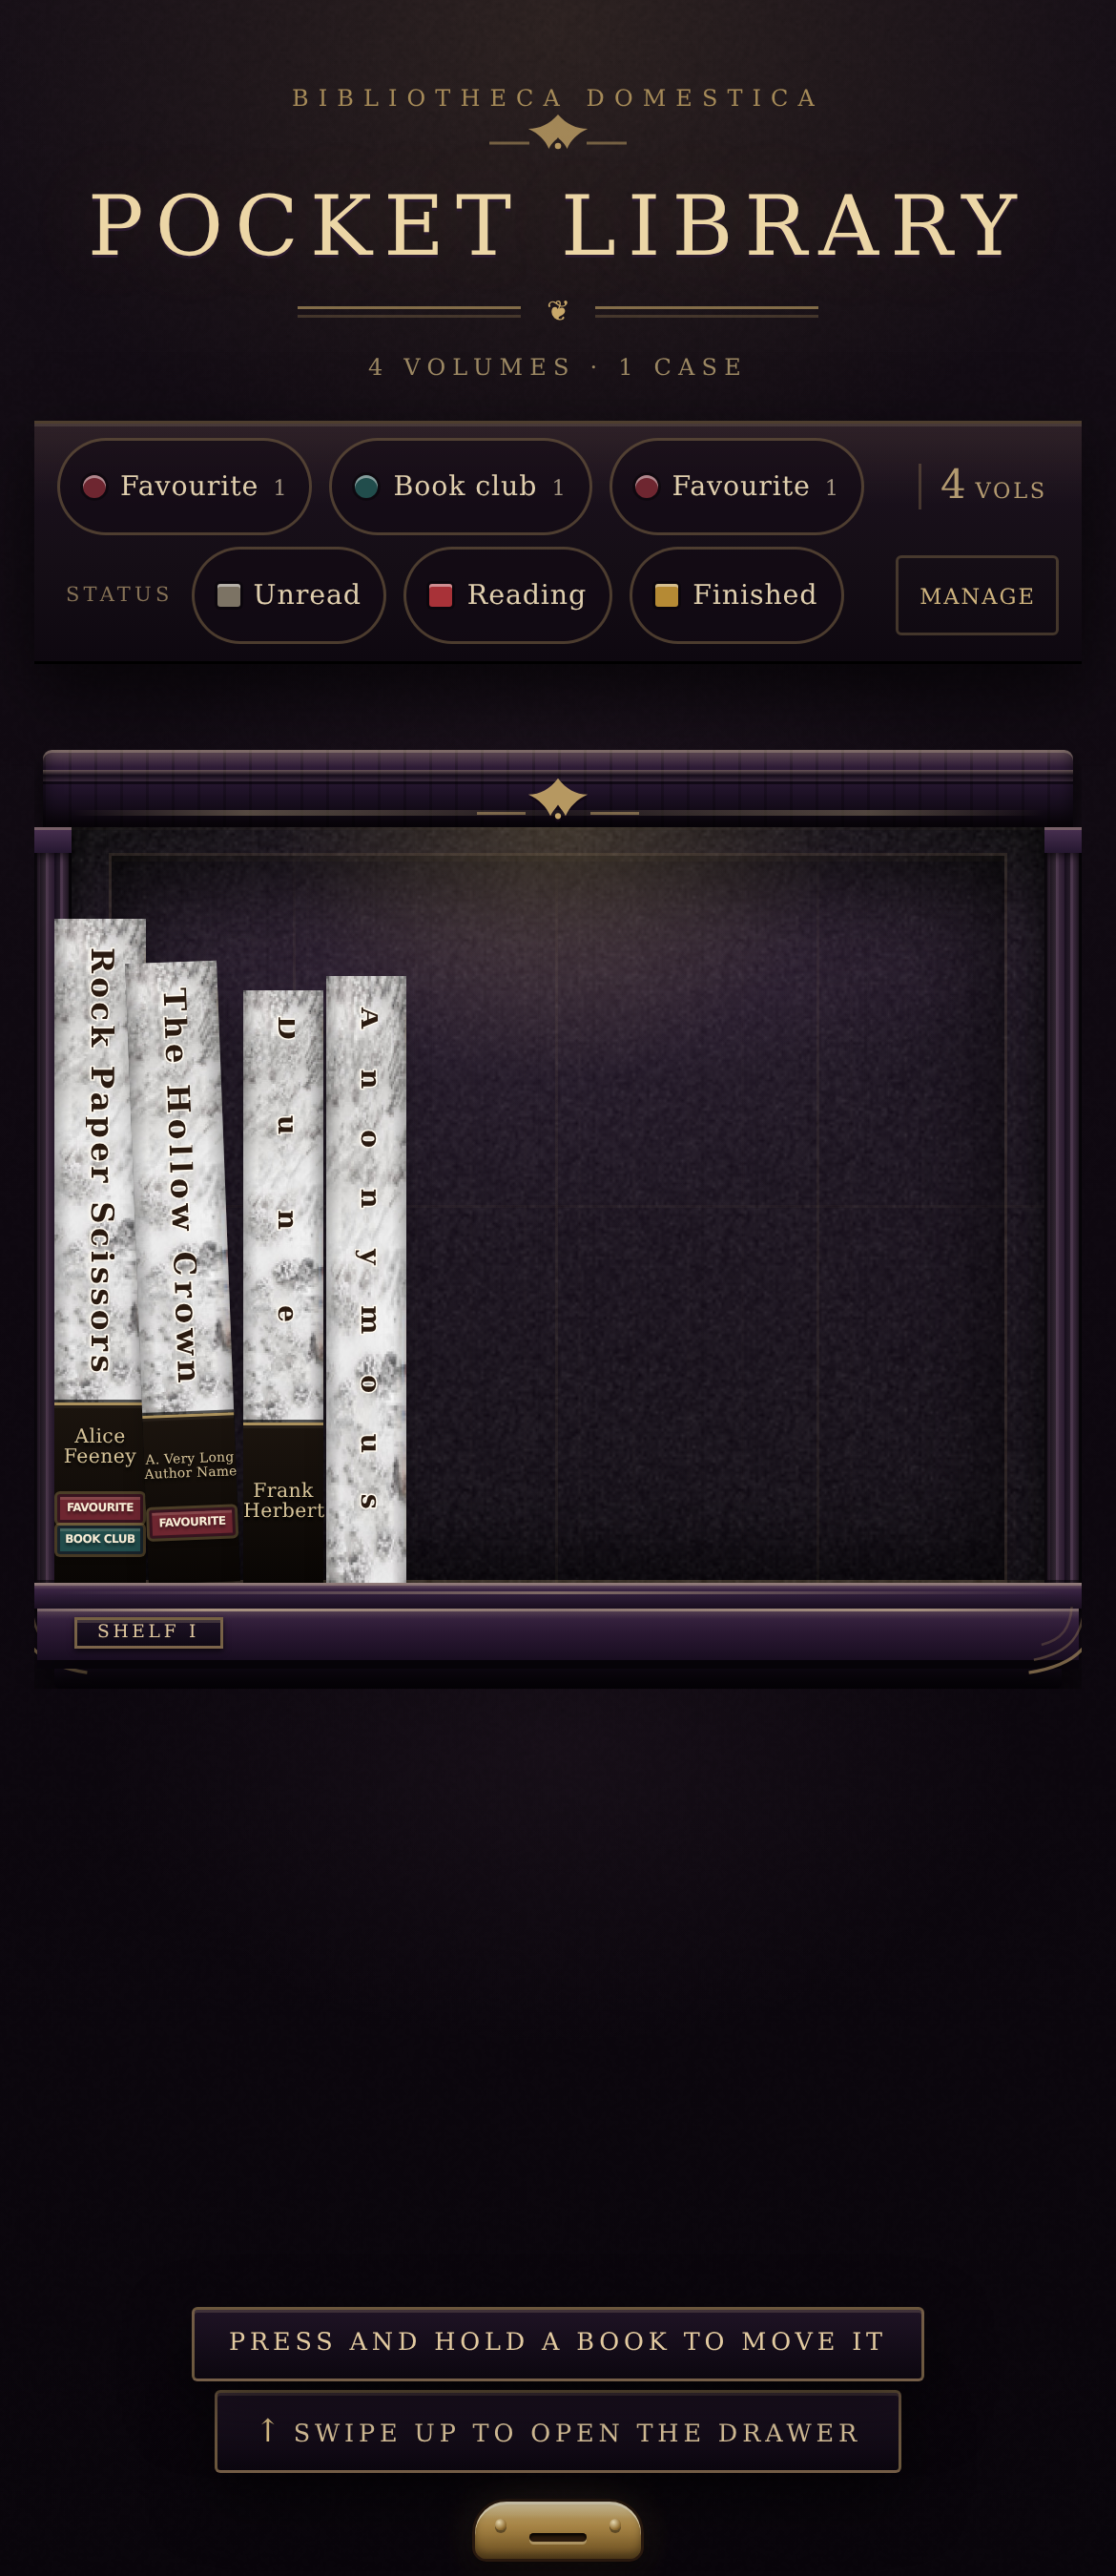 BIBLIOTHECA DOMESTICA
POCKET LIBRARY
4 VOLUMES · 1 CASE
Favourite 1
Book club 1
Favourite 1
4 VOLS
STATUS
Unread
Reading
Finished
MANAGE
Rock Paper Scissors
Alice
Feeney
FAVOURITE
BOOK CLUB
The Hollow Crown
A. Very Long
Author Name
FAVOURITE
Dune
Frank
Herbert
Anonymous
SHELF I
PRESS AND HOLD A BOOK TO MOVE IT
↑ SWIPE UP TO OPEN THE DRAWER